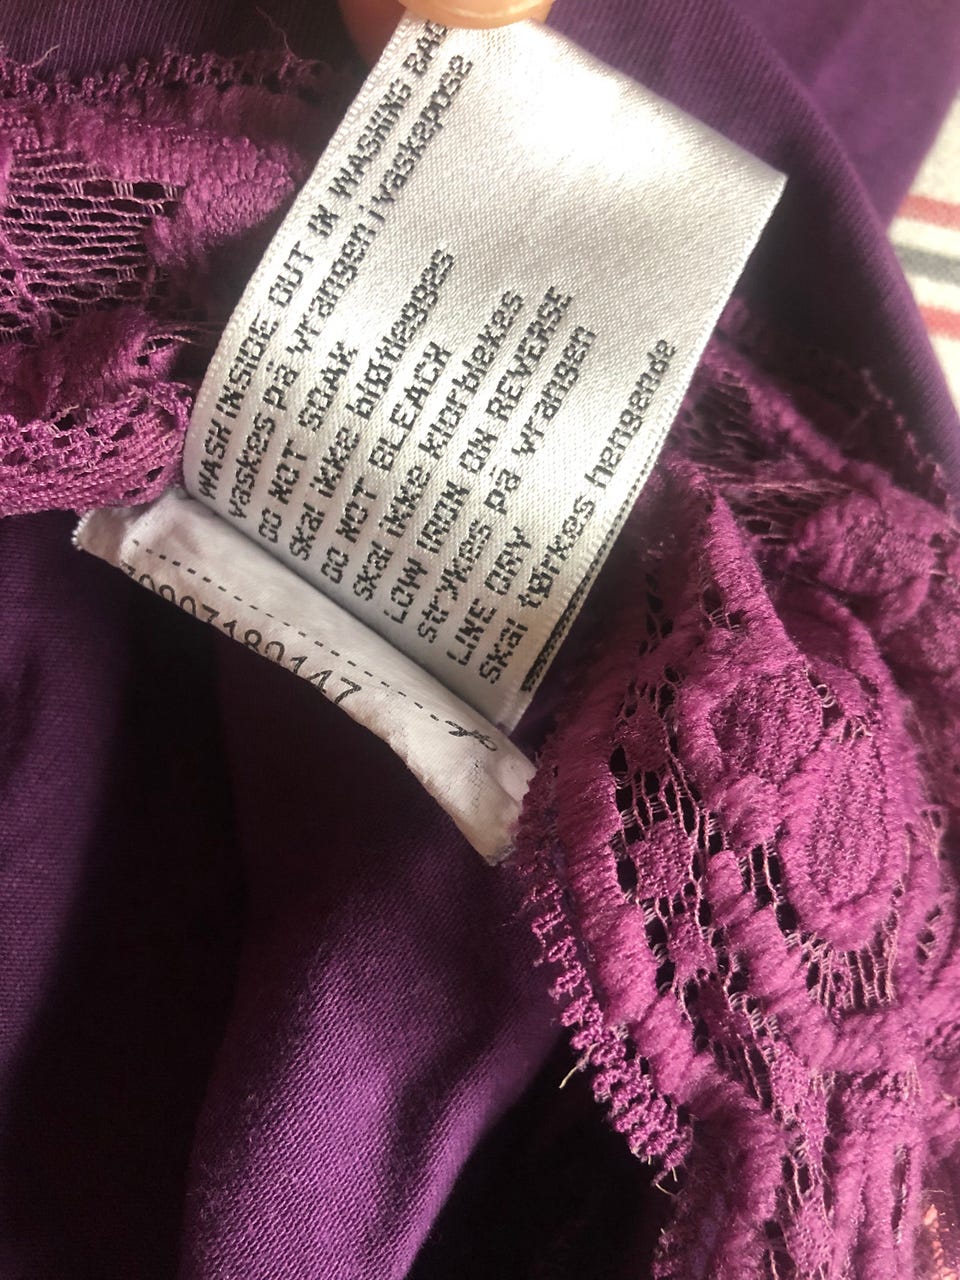 WASH INSIDE OUT IN WASHING BAG
vaskes på vrangen i vaskepose
DO NOT SOAK
skal ikke bløtlegges
DO NOT BLEACH
skal ikke klorblekes
LOW IRON ON REVERSE
strykes på vrangen
LINE DRY
skal tørkes hengende